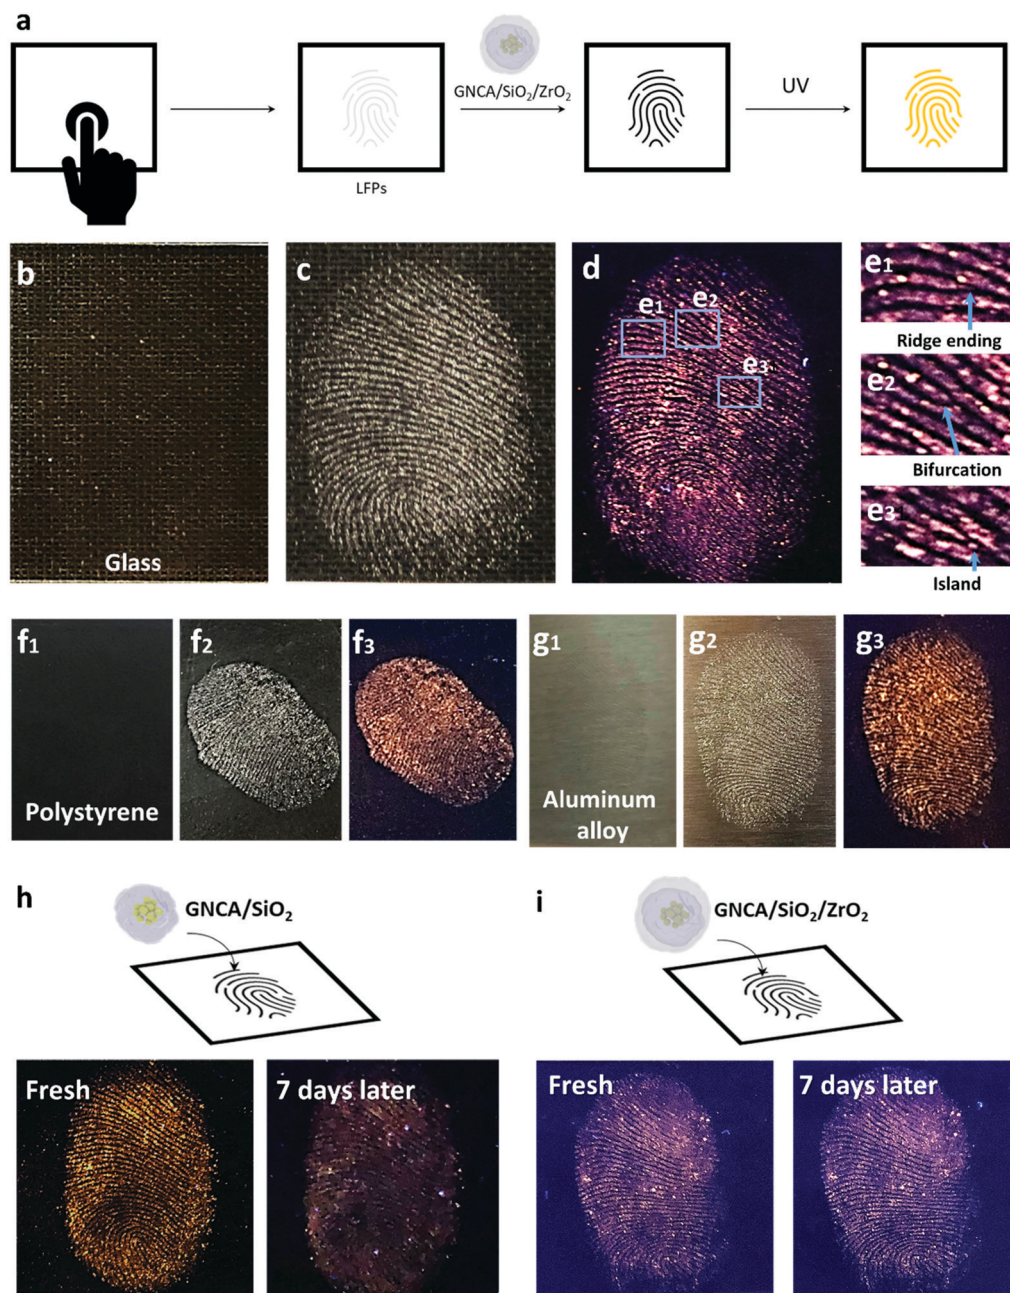 a
GNCA/SiO₂/ZrO₂
UV
LFPs
b
Glass
c
d
e1
e2
e3
e1
Ridge ending
e2
Bifurcation
e3
Island
f1
Polystyrene
f2
f3
g1
Aluminum
alloy
g2
g3
h
GNCA/SiO₂
Fresh
7 days later
i
GNCA/SiO₂/ZrO₂
Fresh
7 days later